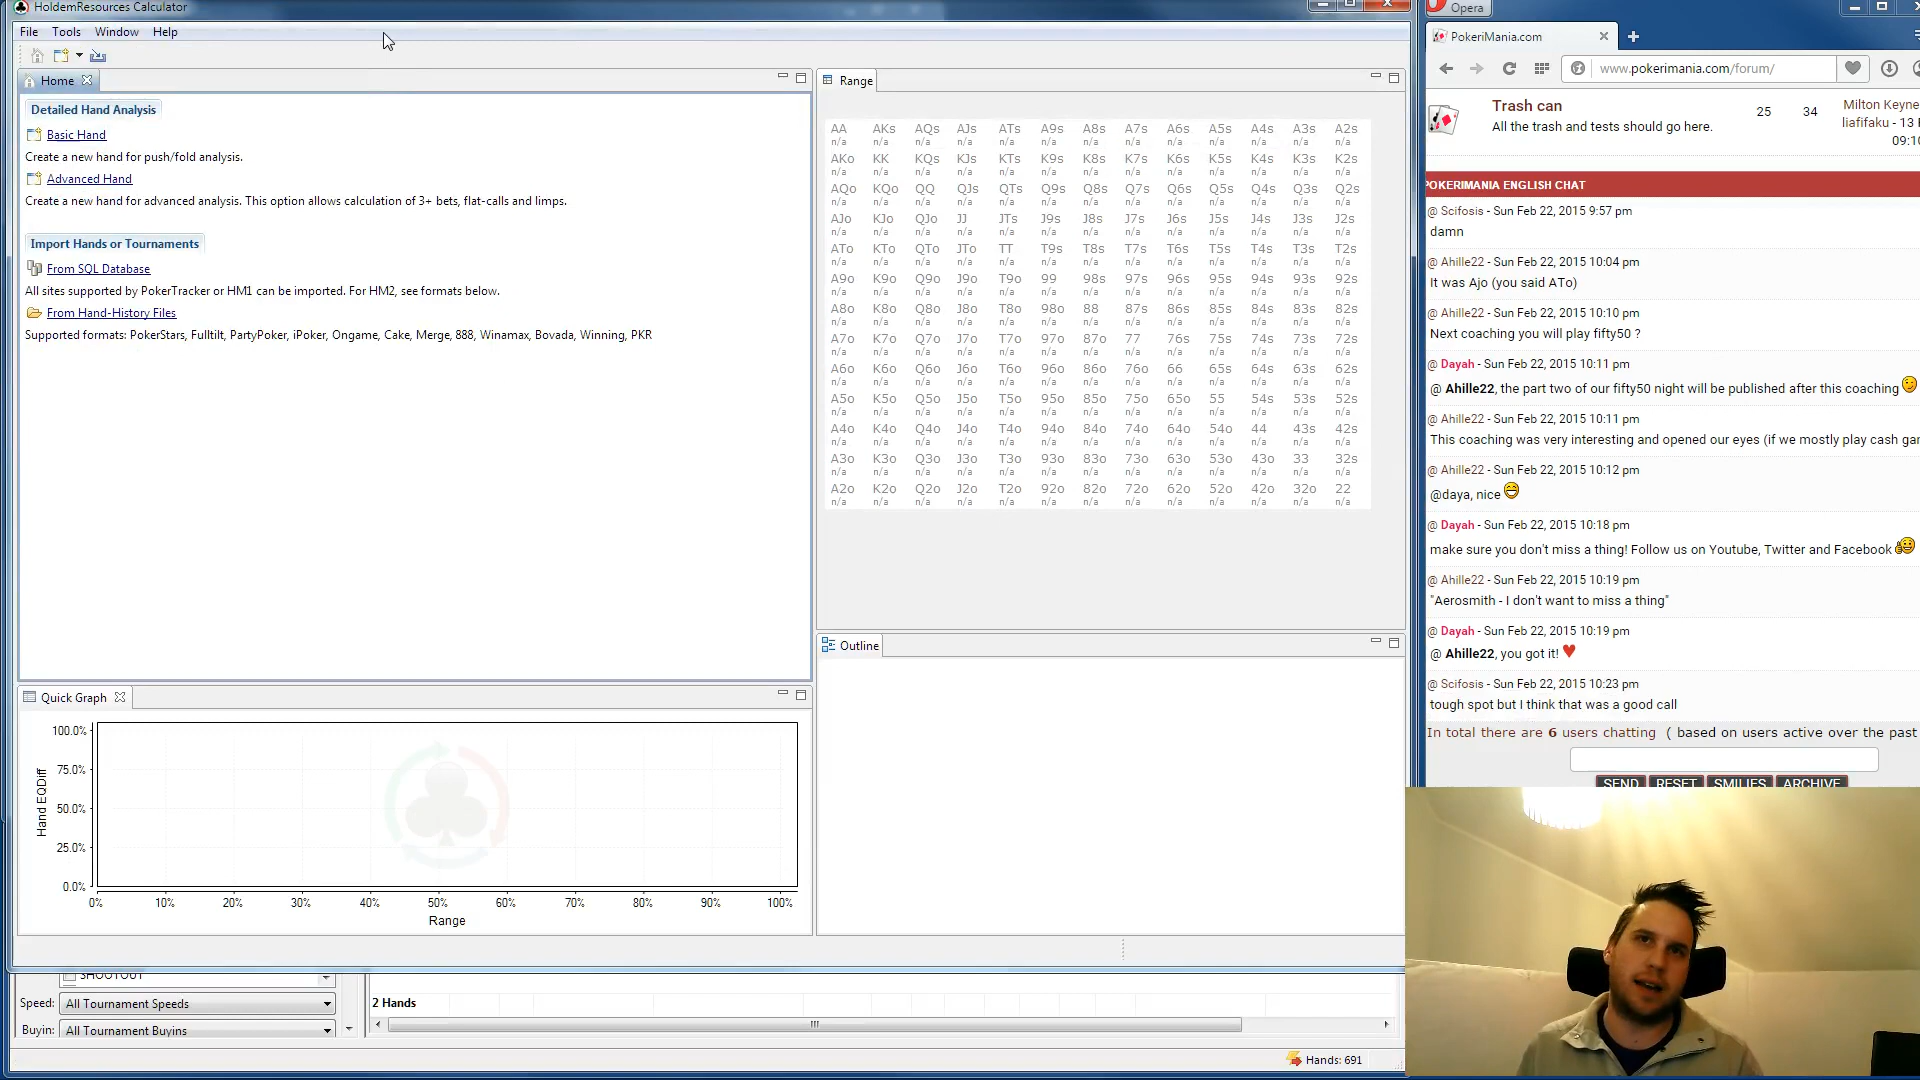 HoldemResources Calculator
File Tools Window Help
Home
Detailed Hand Analysis
Basic Hand
Create a new hand for push/fold analysis.
Advanced Hand
Create a new hand for advanced analysis. This option allows calculation of 3+ bets, flat-calls and limps.
Import Hands or Tournaments
From SQL Database
All sites supported by PokerTracker or HM1 can be imported. For HM2, see formats below.
From Hand-History Files
Supported formats: PokerStars, Fulltilt, PartyPoker, iPoker, Ongame, Cake, Merge, 888, Winamax, Bovada, Winning, PKR
Quick Graph
100.0%
75.0%
50.0%
25.0%
0.0%
Hand EQDiff
0% 10% 20% 30% 40% 50% 60% 70% 80% 90% 100%
Range
Range
AA AKs AQs AJs ATs A9s A8s A7s A6s A5s A4s A3s A2s
n/a n/a n/a n/a n/a n/a n/a n/a n/a n/a n/a n/a n/a
AKo KK KQs KJs KTs K9s K8s K7s K6s K5s K4s K3s K2s
n/a n/a n/a n/a n/a n/a n/a n/a n/a n/a n/a n/a n/a
AQo KQo QQ QJs QTs Q9s Q8s Q7s Q6s Q5s Q4s Q3s Q2s
n/a n/a n/a n/a n/a n/a n/a n/a n/a n/a n/a n/a n/a
AJo KJo QJo JJ JTs J9s J8s J7s J6s J5s J4s J3s J2s
n/a n/a n/a n/a n/a n/a n/a n/a n/a n/a n/a n/a n/a
ATo KTo QTo JTo TT T9s T8s T7s T6s T5s T4s T3s T2s
n/a n/a n/a n/a n/a n/a n/a n/a n/a n/a n/a n/a n/a
A9o K9o Q9o J9o T9o 99 98s 97s 96s 95s 94s 93s 92s
n/a n/a n/a n/a n/a n/a n/a n/a n/a n/a n/a n/a n/a
A8o K8o Q8o J8o T8o 98o 88 87s 86s 85s 84s 83s 82s
n/a n/a n/a n/a n/a n/a n/a n/a n/a n/a n/a n/a n/a
A7o K7o Q7o J7o T7o 97o 87o 77 76s 75s 74s 73s 72s
n/a n/a n/a n/a n/a n/a n/a n/a n/a n/a n/a n/a n/a
A6o K6o Q6o J6o T6o 96o 86o 76o 66 65s 64s 63s 62s
n/a n/a n/a n/a n/a n/a n/a n/a n/a n/a n/a n/a n/a
A5o K5o Q5o J5o T5o 95o 85o 75o 65o 55 54s 53s 52s
n/a n/a n/a n/a n/a n/a n/a n/a n/a n/a n/a n/a n/a
A4o K4o Q4o J4o T4o 94o 84o 74o 64o 54o 44 43s 42s
n/a n/a n/a n/a n/a n/a n/a n/a n/a n/a n/a n/a n/a
A3o K3o Q3o J3o T3o 93o 83o 73o 63o 53o 43o 33 32s
n/a n/a n/a n/a n/a n/a n/a n/a n/a n/a n/a n/a n/a
A2o K2o Q2o J2o T2o 92o 82o 72o 62o 52o 42o 32o 22
n/a n/a n/a n/a n/a n/a n/a n/a n/a n/a n/a n/a n/a
Outline
SHOOTOUT
Speed: All Tournament Speeds
Buyin: All Tournament Buyins
2 Hands
Hands: 691
Opera
PokeriMania.com
www.pokerimania.com/forum/
Trash can
All the trash and tests should go here.
25 34
Milton Keyne
liafifaku - 13
09:10
POKERIMANIA ENGLISH CHAT
@ Scifosis - Sun Feb 22, 2015 9:57 pm
damn
@ Ahille22 - Sun Feb 22, 2015 10:04 pm
It was Ajo (you said ATo)
@ Ahille22 - Sun Feb 22, 2015 10:10 pm
Next coaching you will play fifty50 ?
@ Dayah - Sun Feb 22, 2015 10:11 pm
@ Ahille22, the part two of our fifty50 night will be published after this coaching
@ Ahille22 - Sun Feb 22, 2015 10:11 pm
This coaching was very interesting and opened our eyes (if we mostly play cash gar
@ Ahille22 - Sun Feb 22, 2015 10:12 pm
@daya, nice
@ Dayah - Sun Feb 22, 2015 10:18 pm
make sure you don't miss a thing! Follow us on Youtube, Twitter and Facebook
@ Ahille22 - Sun Feb 22, 2015 10:19 pm
"Aerosmith - I don't want to miss a thing"
@ Dayah - Sun Feb 22, 2015 10:19 pm
@ Ahille22, you got it!
@ Scifosis - Sun Feb 22, 2015 10:23 pm
tough spot but I think that was a good call
In total there are 6 users chatting ( based on users active over the past
SEND RESET SMILIES ARCHIVE